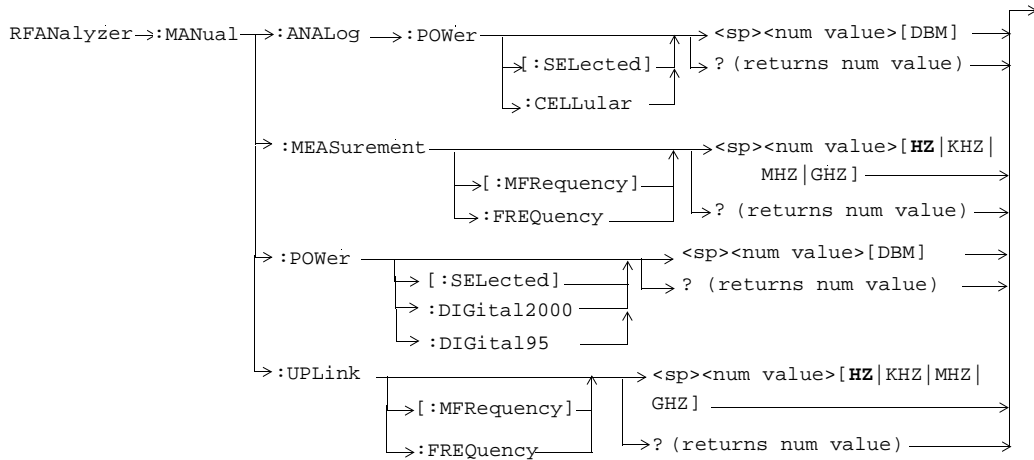 RFANalyzer :MANual :ANALog :POWer <sp><num value>[DBM]
[:SELected] ? (returns num value)
:CELLular
:MEASurement <sp><num value>[HZ|KHZ|
[:MFRequency] MHZ|GHZ]
:FREQuency ? (returns num value)
:POWer <sp><num value>[DBM]
[:SELected] ? (returns num value)
:DIGital2000
:DIGital95
:UPLink <sp><num value>[HZ|KHZ|MHZ|
[:MFRequency] GHZ]
:FREQuency ? (returns num value)